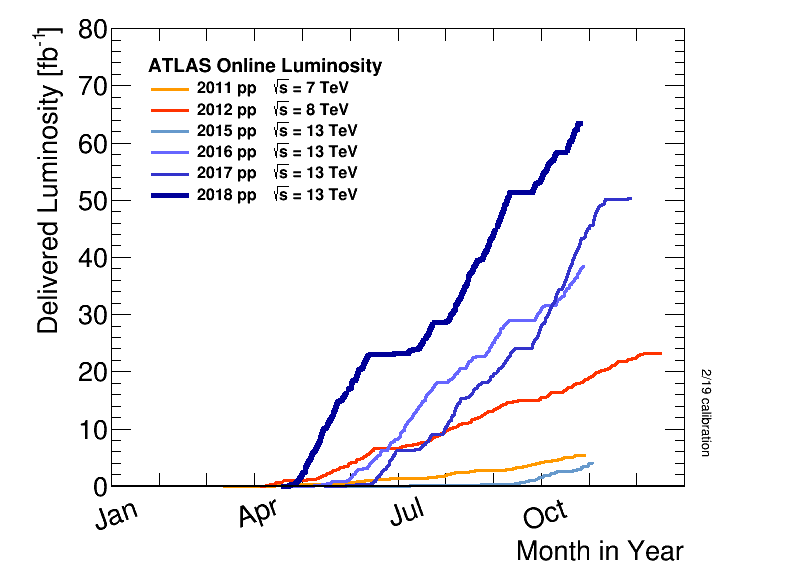 Delivered Luminosity [fb⁻¹]
80
70
60
50
40
30
20
10
0
ATLAS Online Luminosity
2011 pp √s = 7 TeV
2012 pp √s = 8 TeV
2015 pp √s = 13 TeV
2016 pp √s = 13 TeV
2017 pp √s = 13 TeV
2018 pp √s = 13 TeV
2/19 calibration
Jan
Apr
Jul
Oct
Month in Year